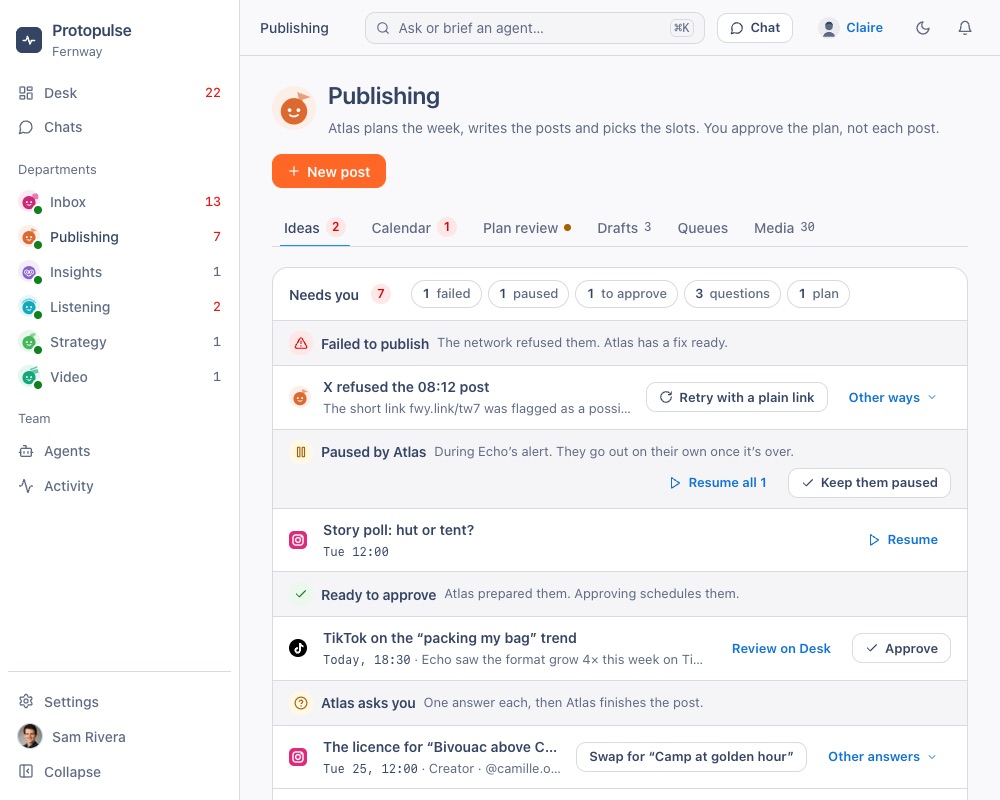 Protopulse
Fernway
Desk 22
Chats
Departments
Inbox 13
Publishing 7
Insights 1
Listening 2
Strategy 1
Video 1
Team
Agents
Activity
Settings
Sam Rivera
Collapse
Publishing
Ask or brief an agent… ⌘K
Chat
Claire
Publishing
Atlas plans the week, writes the posts and picks the slots. You approve the plan, not each post.
New post
Ideas 2 Calendar 1 Plan review Drafts 3 Queues Media 30
Needs you 7 1 failed 1 paused 1 to approve 3 questions 1 plan
Failed to publish The network refused them. Atlas has a fix ready.
X refused the 08:12 post
The short link fwy.link/tw7 was flagged as a possi…
Retry with a plain link Other ways
Paused by Atlas During Echo’s alert. They go out on their own once it’s over.
Resume all 1 Keep them paused
Story poll: hut or tent?
Tue 12:00
Resume
Ready to approve Atlas prepared them. Approving schedules them.
TikTok on the “packing my bag” trend
Today, 18:30 · Echo saw the format grow 4× this week on Ti…
Review on Desk Approve
Atlas asks you One answer each, then Atlas finishes the post.
The licence for “Bivouac above C…
Tue 25, 12:00 · Creator · @camille.o…
Swap for “Camp at golden hour” Other answers